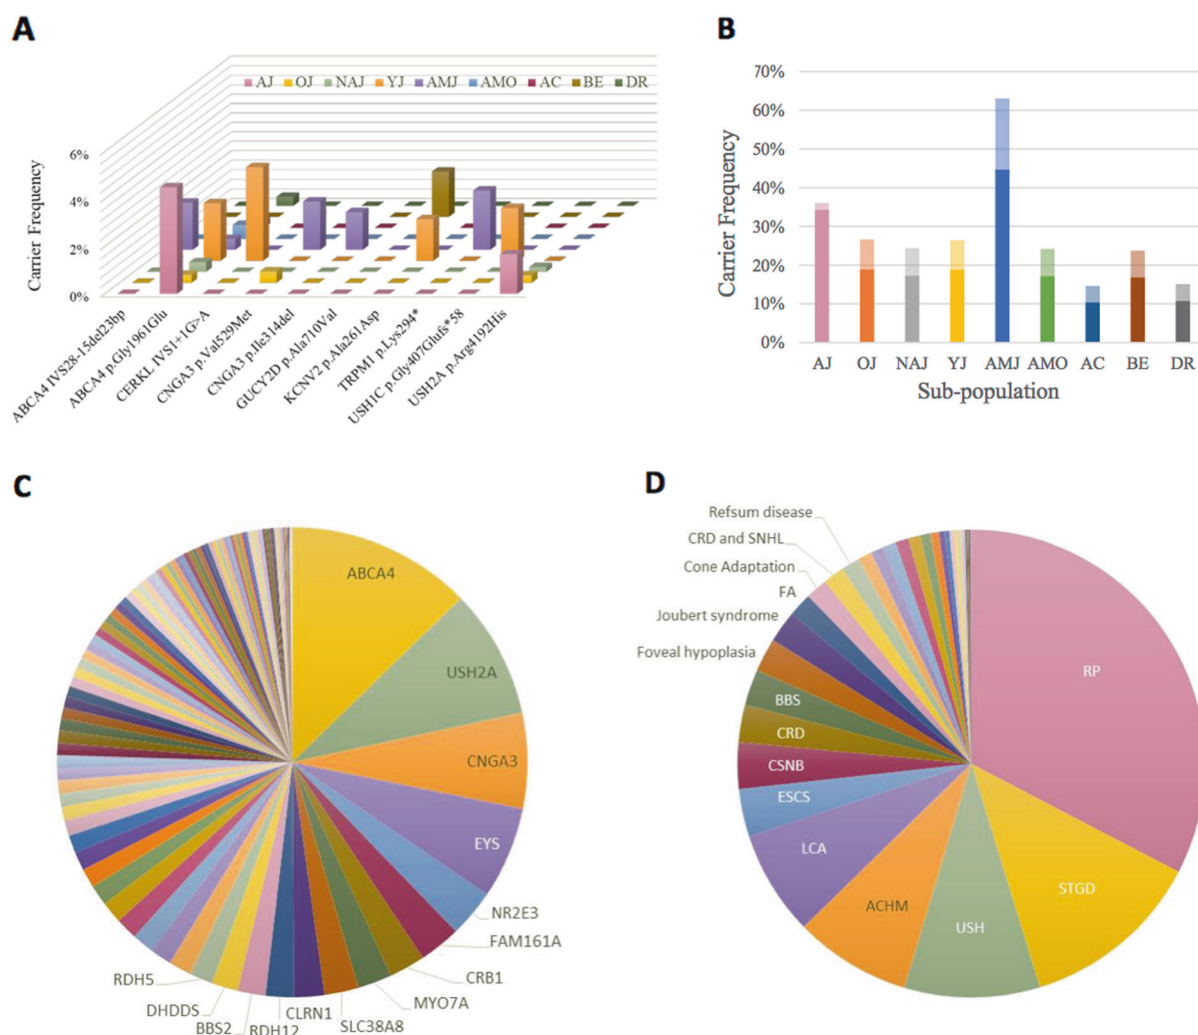 A
AJ OJ NAJ YJ AMJ AMO AC BE DR
6%
4%
2%
0%
Carrier Frequency
ABCA4 IVS28-15del23bp
ABCA4 p.Gly1961Glu
CERKL IVS1+1G>A
CNGA3 p.Val529Met
CNGA3 p.Ile314del
GUCY2D p.Ala710Val
KCNV2 p.Ala261Asp
TRPM1 p.Lys294*
USH1C p.Gly407Glufs*58
USH2A p.Arg4192His
B
70%
60%
50%
40%
30%
20%
10%
0%
Carrier Frequency
AJ OJ NAJ YJ AMJ AMO AC BE DR
Sub-population
C
ABCA4
USH2A
CNGA3
EYS
NR2E3
FAM161A
CRB1
MYO7A
SLC38A8
CLRN1
RDH12
BBS2
DHDDS
RDH5
D
Refsum disease
CRD and SNHL
Cone Adaptation
FA
Joubert syndrome
Foveal hypoplasia
BBS
CRD
CSNB
ESCS
LCA
ACHM
USH
STGD
RP